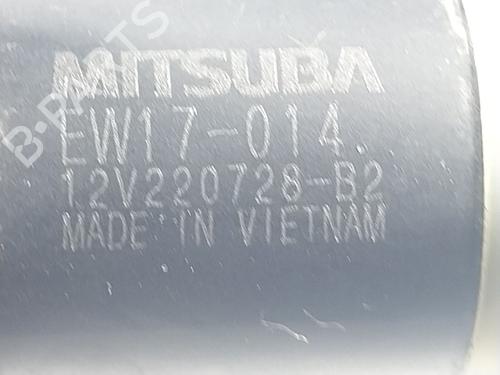 MITSUBA
EW17-014
12V220728-B2
MADE IN VIETNAM
B-PARTS